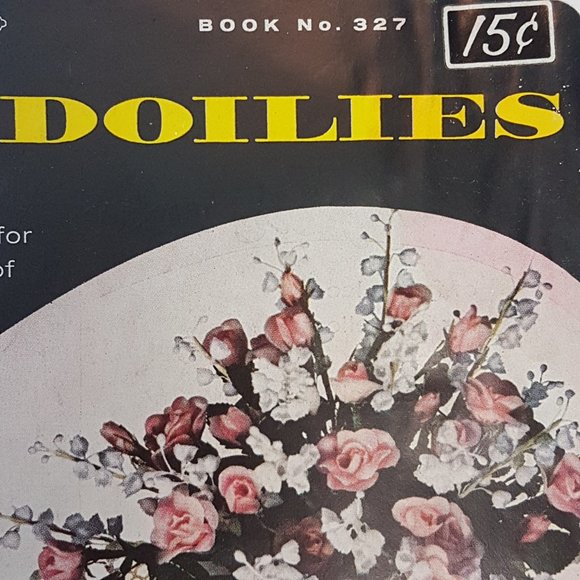 BOOK No. 327
15¢
DOILIES
for
of